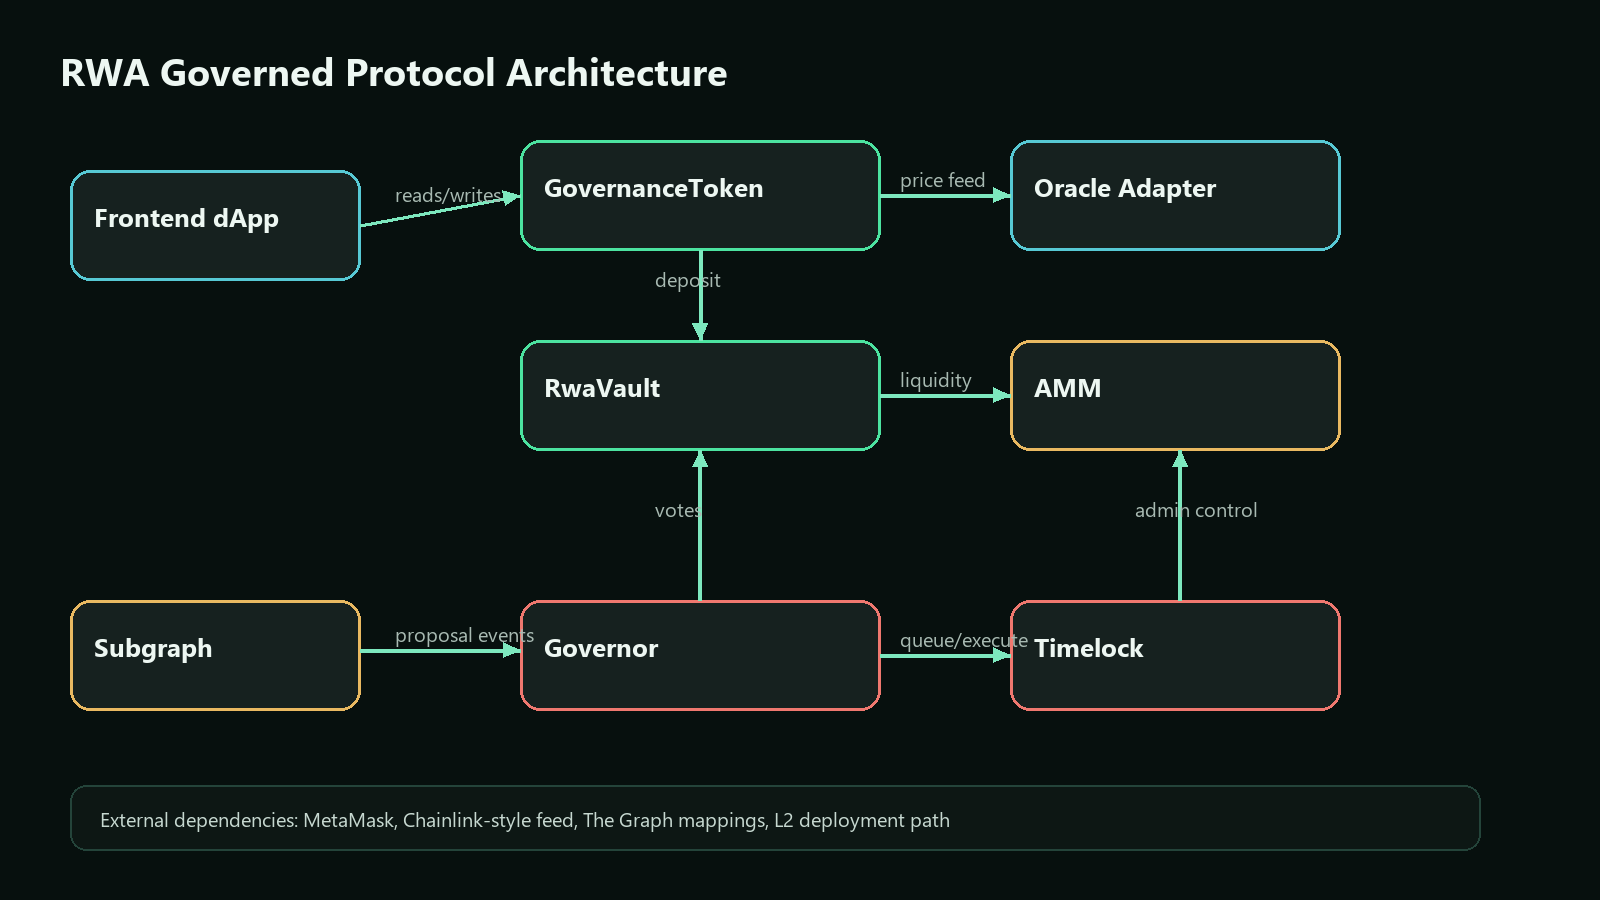 RWA Governed Protocol Architecture
Frontend dApp
reads/writes
GovernanceToken
price feed
Oracle Adapter
deposit
RwaVault
liquidity
AMM
votes
admin control
Subgraph
proposal events
Governor
queue/execute
Timelock
External dependencies: MetaMask, Chainlink-style feed, The Graph mappings, L2 deployment path